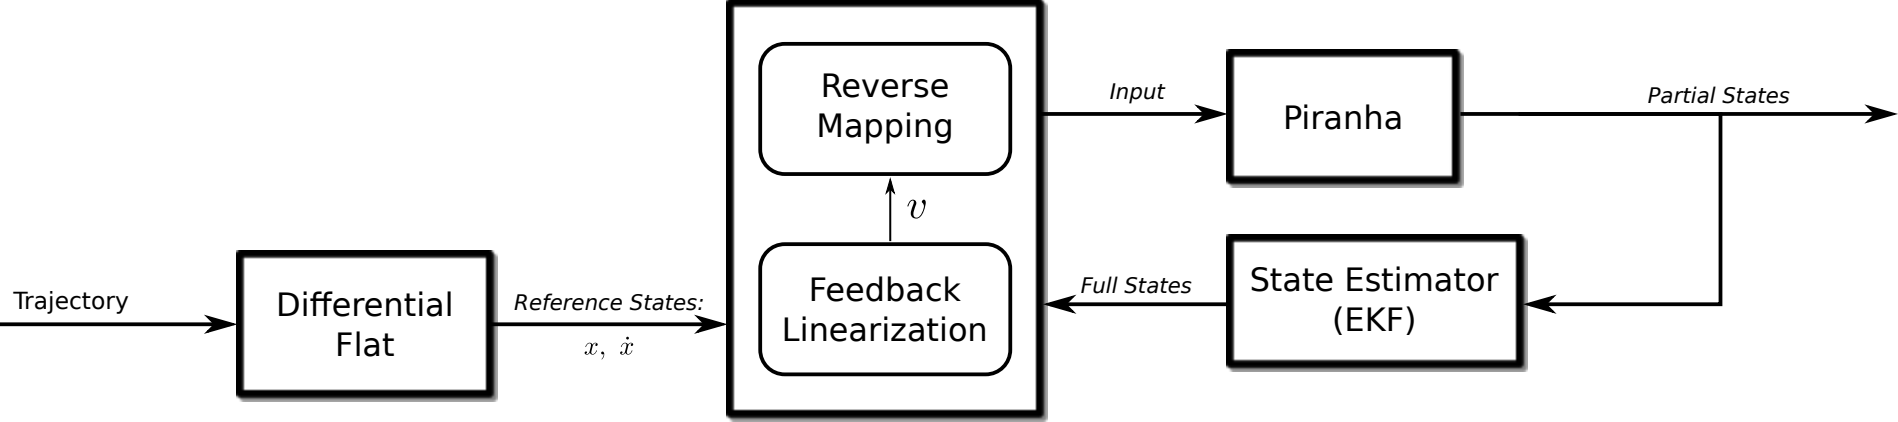 Trajectory
Differential
Flat
Reference States:
x, ẋ
Reverse
Mapping
v
Feedback
Linearization
Input
Piranha
Partial States
Full States
State Estimator
(EKF)